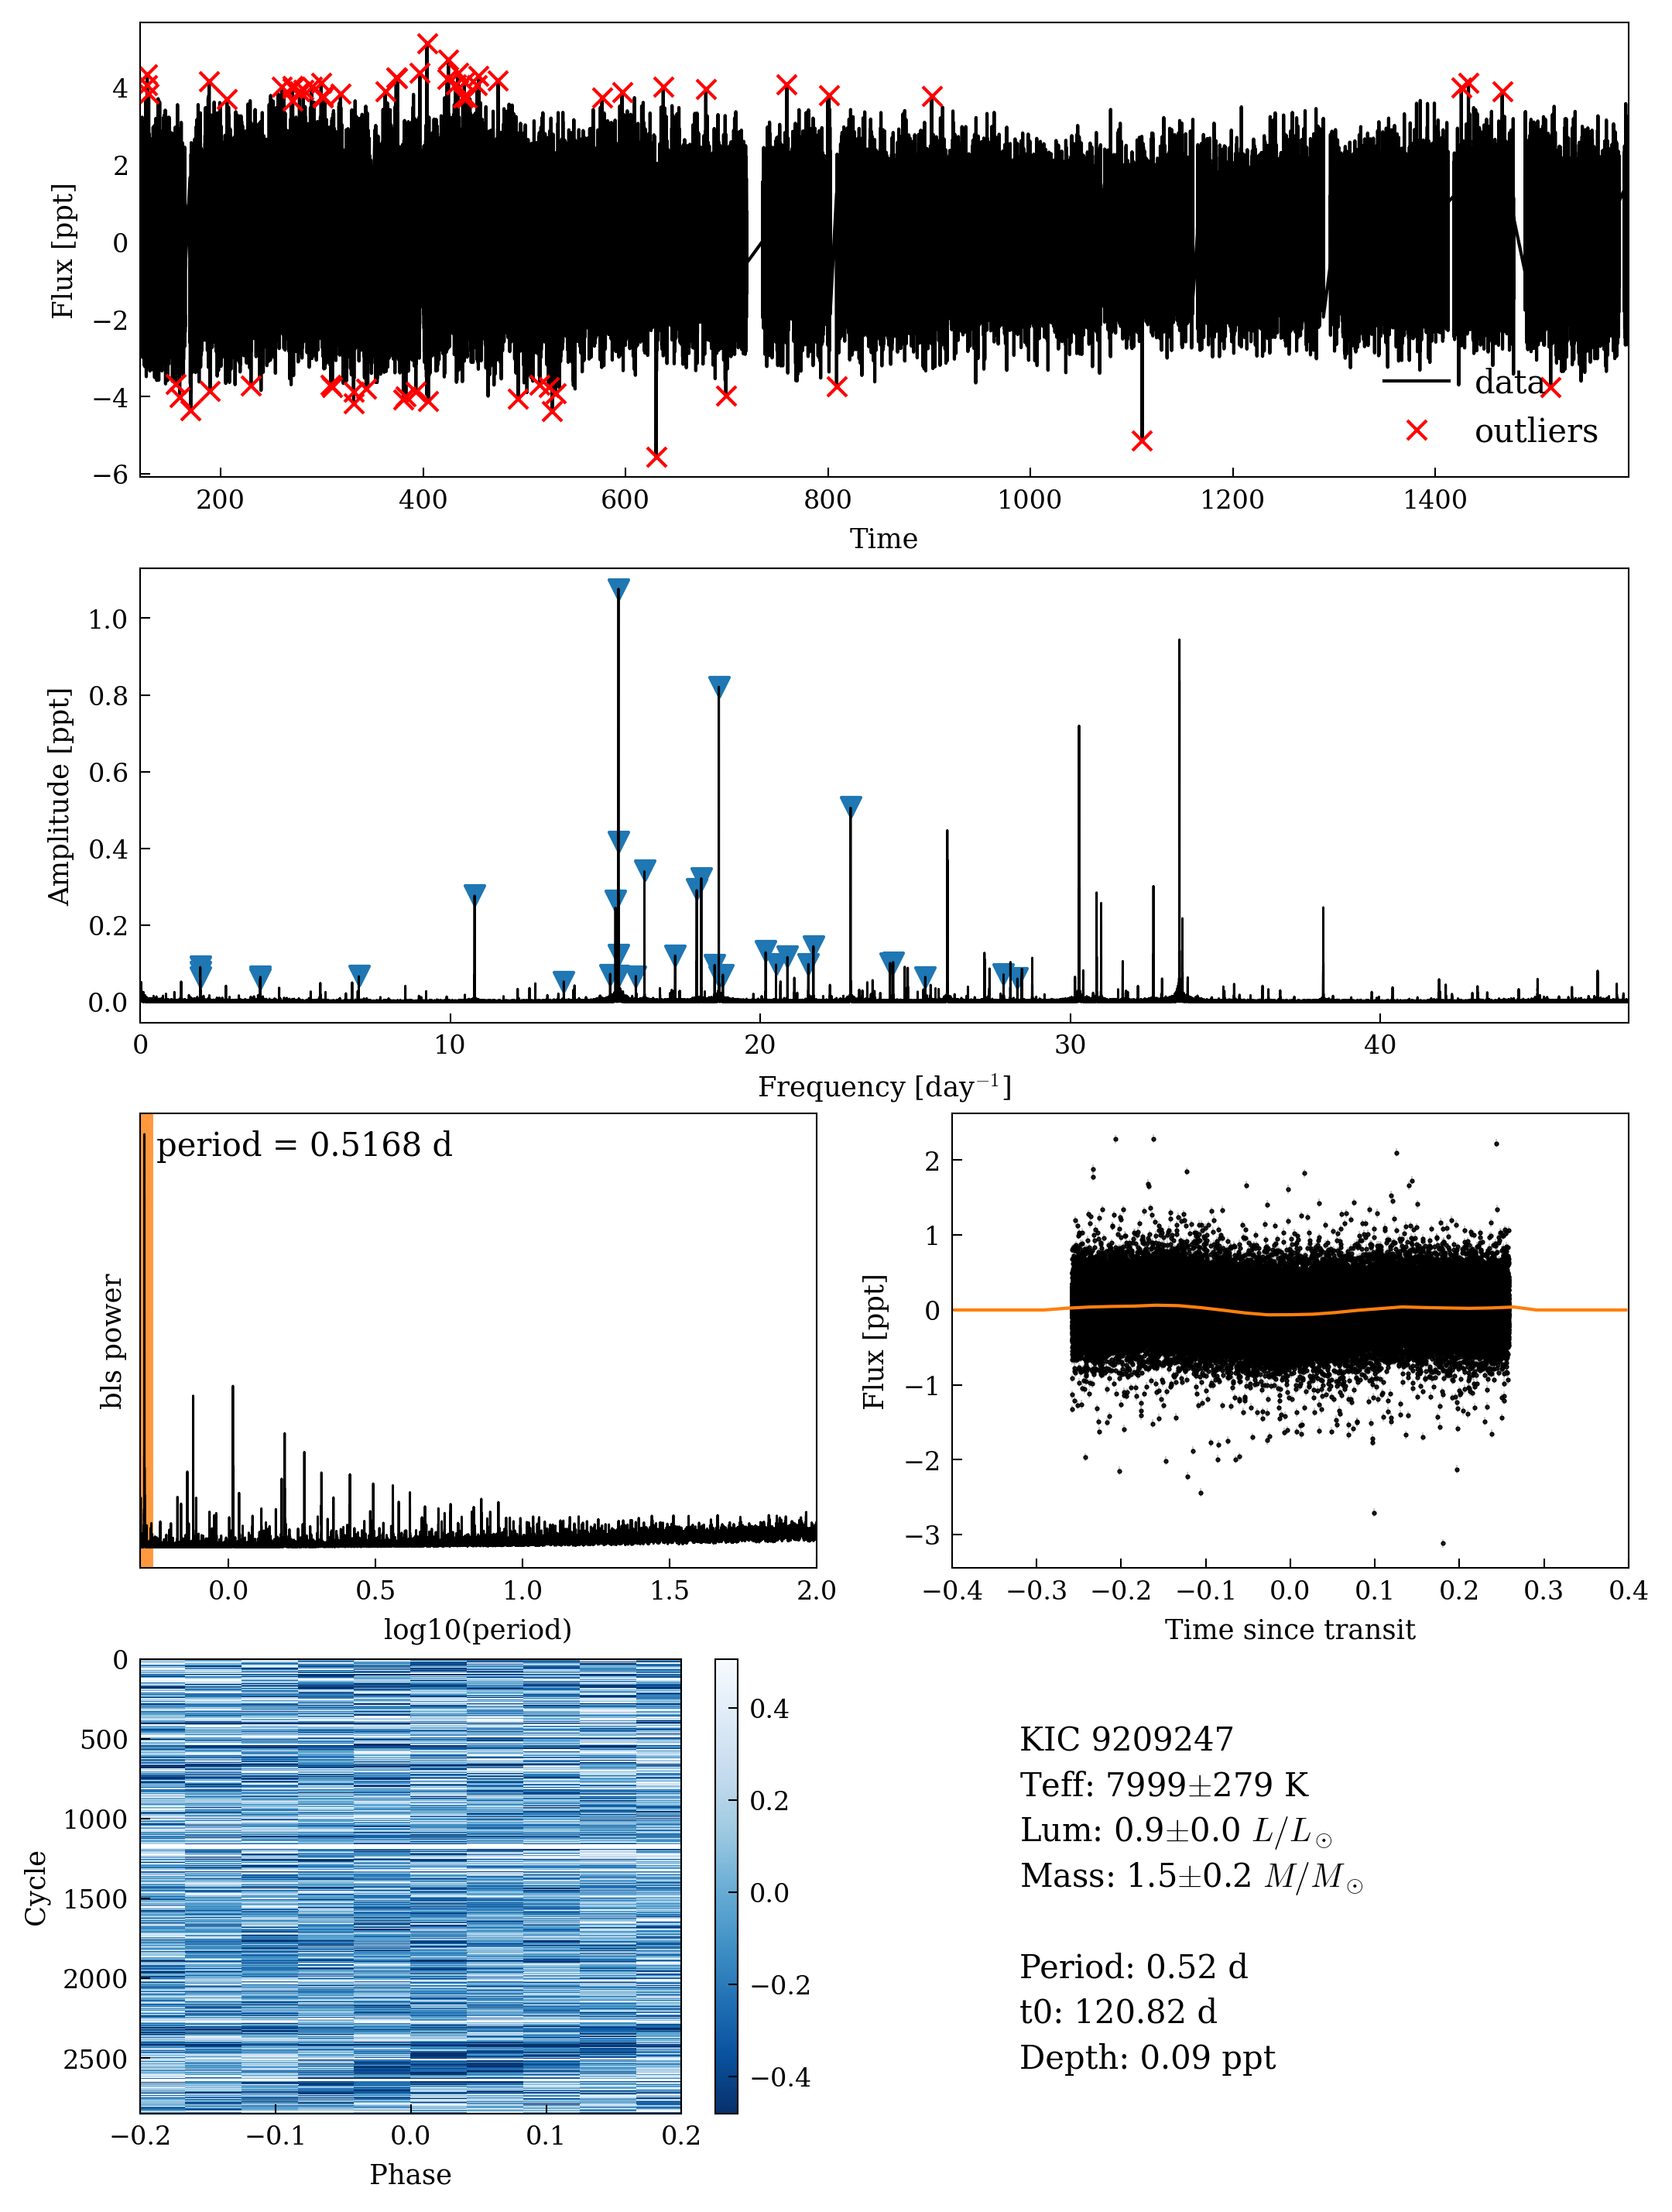 4
2
0
−2
−4
−6
Flux [ppt]
data
outliers
200 400 600 800 1000 1200 1400
Time
1.0
0.8
0.6
0.4
0.2
0.0
Amplitude [ppt]
0 10 20 30 40
Frequency [day⁻¹]
period = 0.5168 d
bls power
0.0 0.5 1.0 1.5 2.0
log10(period)
2
1
0
−1
−2
−3
Flux [ppt]
−0.4 −0.3 −0.2 −0.1 0.0 0.1 0.2 0.3 0.4
Time since transit
0
500
1000
1500
2000
2500
Cycle
−0.2 −0.1 0.0 0.1 0.2
Phase
0.4
0.2
0.0
−0.2
−0.4
KIC 9209247
Teff: 7999±279 K
Lum: 0.9±0.0 L/L☉
Mass: 1.5±0.2 M/M☉
Period: 0.52 d
t0: 120.82 d
Depth: 0.09 ppt